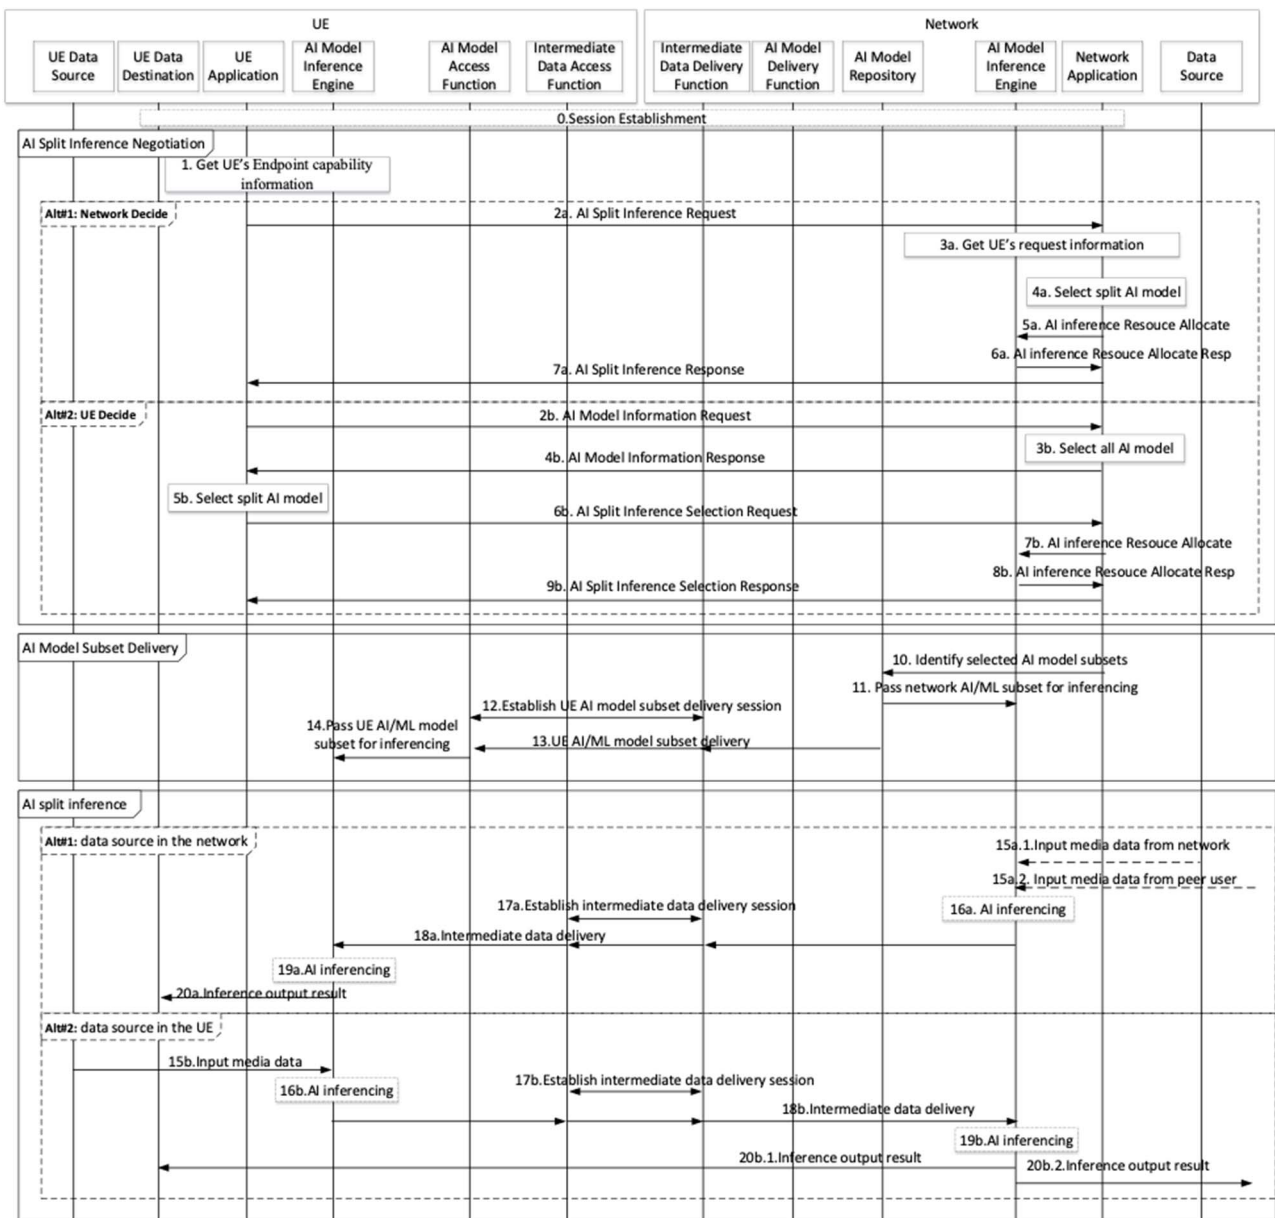 UE
Network
UE Data
Source
UE Data
Destination
UE
Application
AI Model
Inference
Engine
AI Model
Access
Function
Intermediate
Data Access
Function
Intermediate
Data Delivery
Function
AI Model
Delivery
Function
AI Model
Repository
AI Model
Inference
Engine
Network
Application
Data
Source
0.Session Establishment
AI Split Inference Negotiation
1. Get UE's Endpoint capability
information
Alt#1: Network Decide
2a. AI Split Inference Request
3a. Get UE's request information
4a. Select split AI model
5a. AI inference Resouce Allocate
6a. AI inference Resouce Allocate Resp
7a. AI Split Inference Response
Alt#2: UE Decide
2b. AI Model Information Request
3b. Select all AI model
4b. AI Model Information Response
5b. Select split AI model
6b. AI Split Inference Selection Request
7b. AI inference Resouce Allocate
8b. AI inference Resouce Allocate Resp
9b. AI Split Inference Selection Response
AI Model Subset Delivery
10. Identify selected AI model subsets
11. Pass network AI/ML subset for inferencing
12.Establish UE AI model subset delivery session
14.Pass UE AI/ML model
subset for inferencing
13.UE AI/ML model subset delivery
AI split inference
Alt#1: data source in the network
15a.1.Input media data from network
15a.2. Input media data from peer user
16a. AI inferencing
17a.Establish intermediate data delivery session
18a.Intermediate data delivery
19a.AI inferencing
20a.Inference output result
Alt#2: data source in the UE
15b.Input media data
16b.AI inferencing
17b.Establish intermediate data delivery session
18b.Intermediate data delivery
19b.AI inferencing
20b.1.Inference output result
20b.2.Inference output result